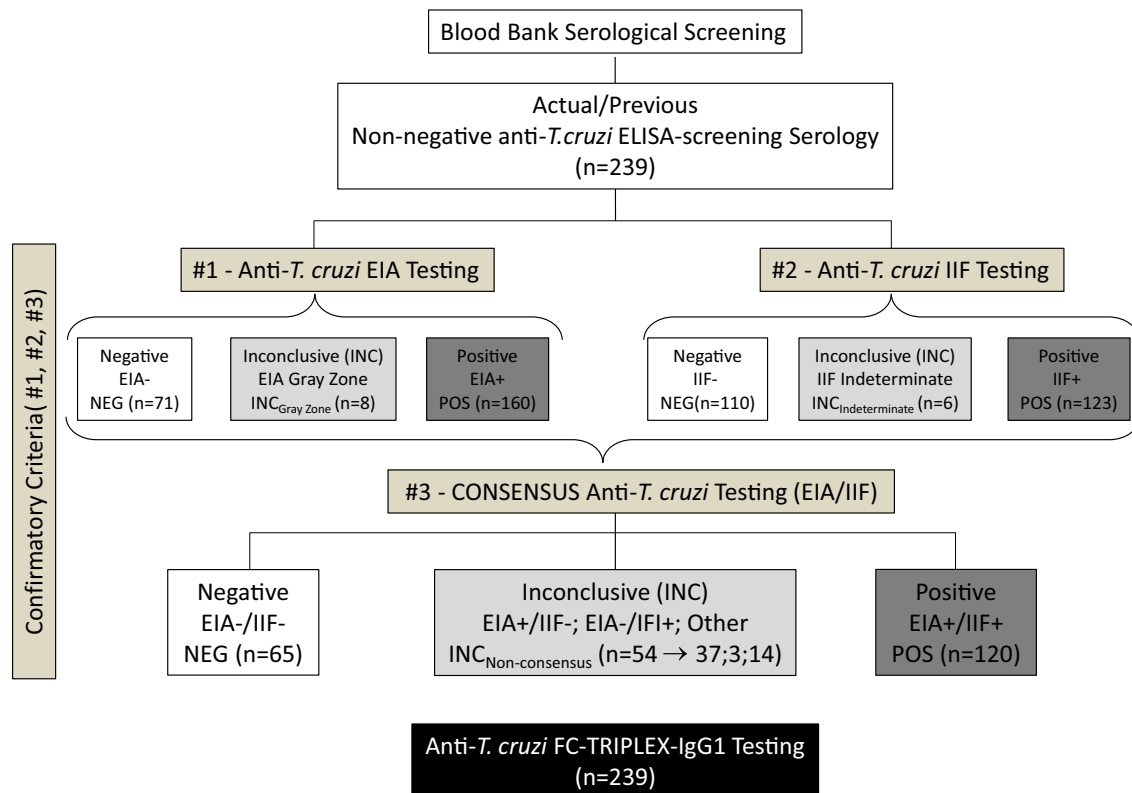 Blood Bank Serological Screening
Actual/Previous
Non-negative anti-T.cruzi ELISA-screening Serology
(n=239)
Confirmatory Criteria( #1, #2, #3)
#1 - Anti-T. cruzi EIA Testing
#2 - Anti-T. cruzi IIF Testing
Negative
EIA-
NEG (n=71)
Inconclusive (INC)
EIA Gray Zone
INCGray Zone (n=8)
Positive
EIA+
POS (n=160)
Negative
IIF-
NEG(n=110)
Inconclusive (INC)
IIF Indeterminate
INCIndeterminate (n=6)
Positive
IIF+
POS (n=123)
#3 - CONSENSUS Anti-T. cruzi Testing (EIA/IIF)
Negative
EIA-/IIF-
NEG (n=65)
Inconclusive (INC)
EIA+/IIF-; EIA-/IFI+; Other
INCNon-consensus (n=54 → 37;3;14)
Positive
EIA+/IIF+
POS (n=120)
Anti-T. cruzi FC-TRIPLEX-IgG1 Testing
(n=239)